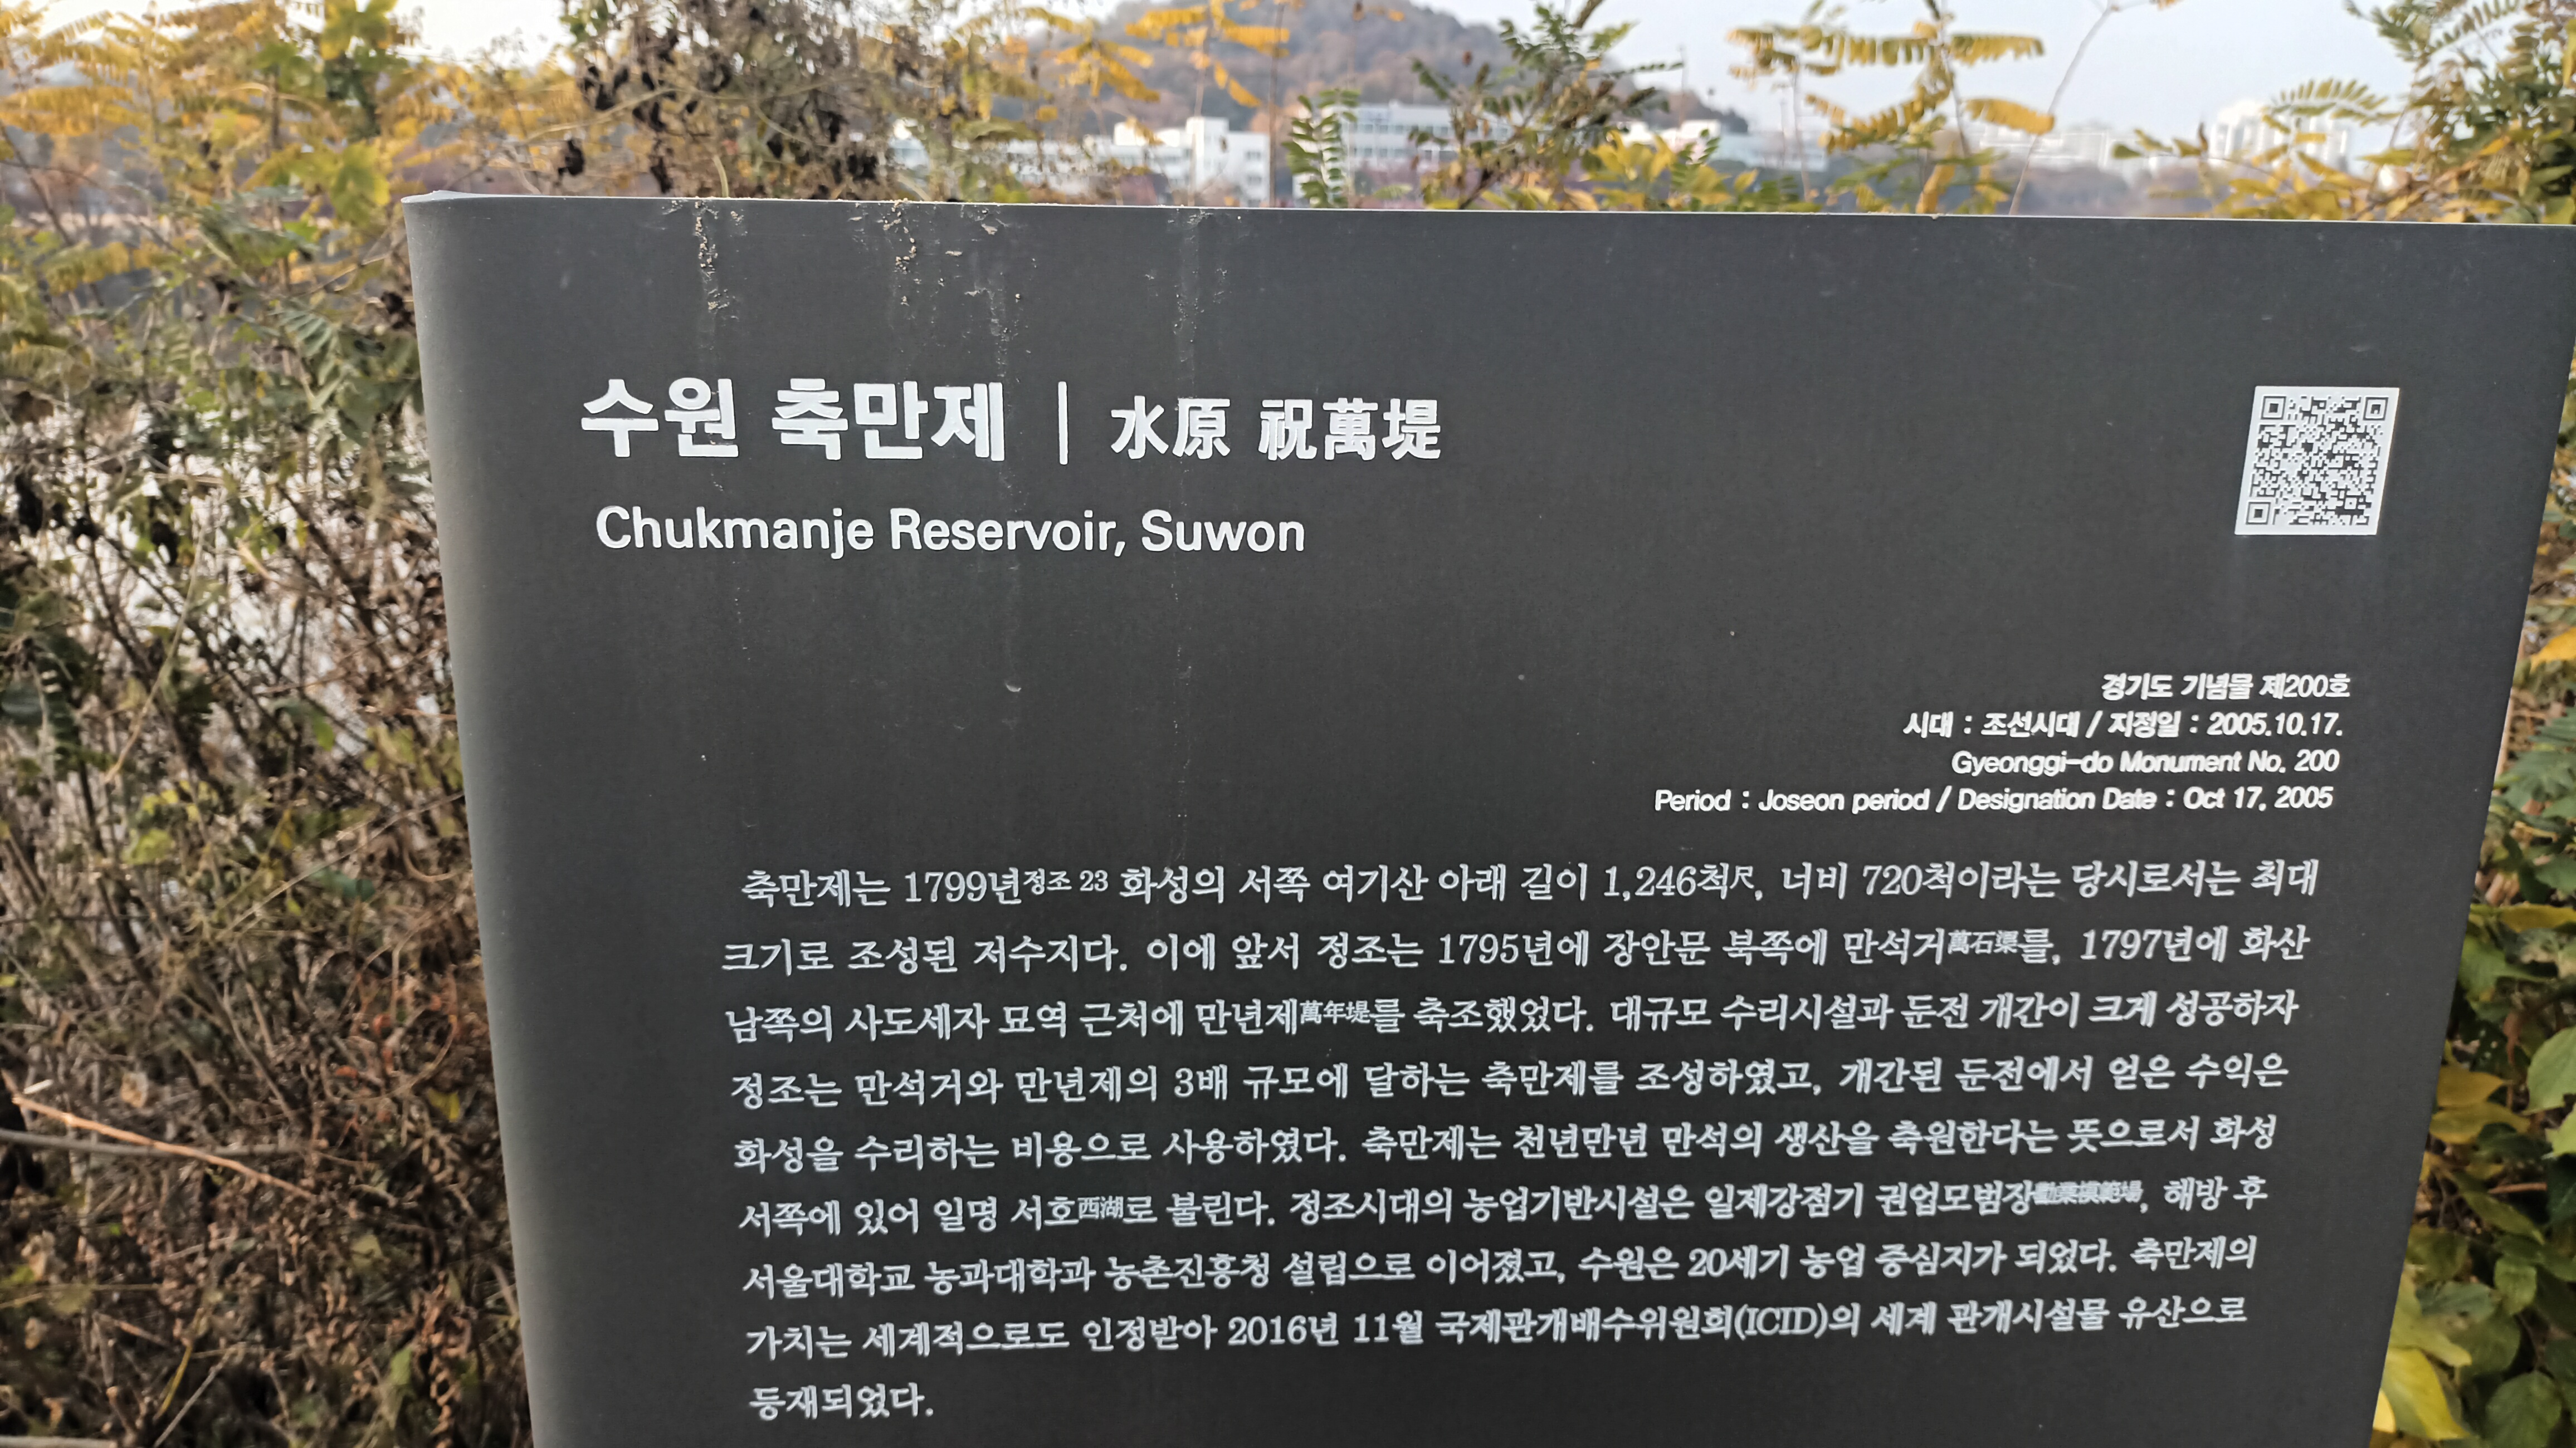 수원 축만제 | 水原 祝萬堤
Chukmanje Reservoir, Suwon
경기도 기념물 제200호
시대 : 조선시대 / 지정일 : 2005.10.17.
Gyeonggi-do Monument No. 200
Period : Joseon period / Designation Date : Oct 17, 2005
축만제는 1799년정조 23 화성의 서쪽 여기산 아래 길이 1,246척尺, 너비 720척이라는 당시로서는 최대
크기로 조성된 저수지다. 이에 앞서 정조는 1795년에 장안문 북쪽에 만석거萬石渠를, 1797년에 화산
남쪽의 사도세자 묘역 근처에 만년제萬年堤를 축조했었다. 대규모 수리시설과 둔전 개간이 크게 성공하자
정조는 만석거와 만년제의 3배 규모에 달하는 축만제를 조성하였고, 개간된 둔전에서 얻은 수익은
화성을 수리하는 비용으로 사용하였다. 축만제는 천년만년 만석의 생산을 축원한다는 뜻으로서 화성
서쪽에 있어 일명 서호西湖로 불린다. 정조시대의 농업기반시설은 일제강점기 권업모범장勸業模範場, 해방 후
서울대학교 농과대학과 농촌진흥청 설립으로 이어졌고, 수원은 20세기 농업 중심지가 되었다. 축만제의
가치는 세계적으로도 인정받아 2016년 11월 국제관개배수위원회(ICID)의 세계 관개시설물 유산으로
등재되었다.